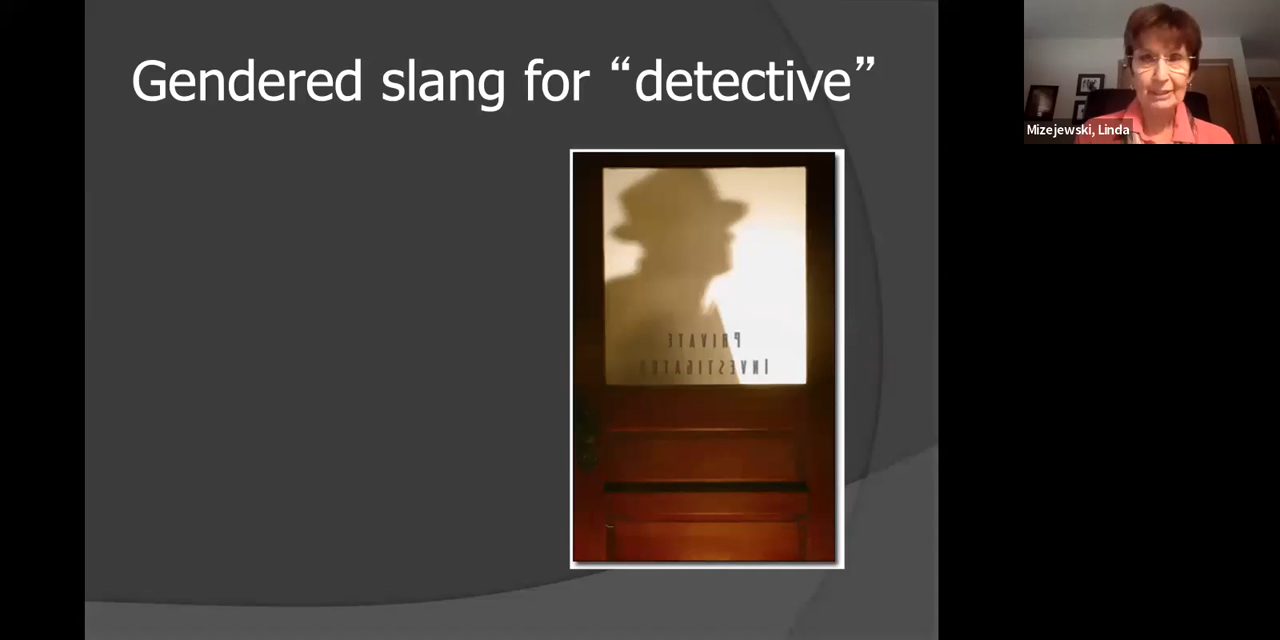 Gendered slang for “detective”
Mizejewski, Linda
PRIVATE
INVESTIGATOR